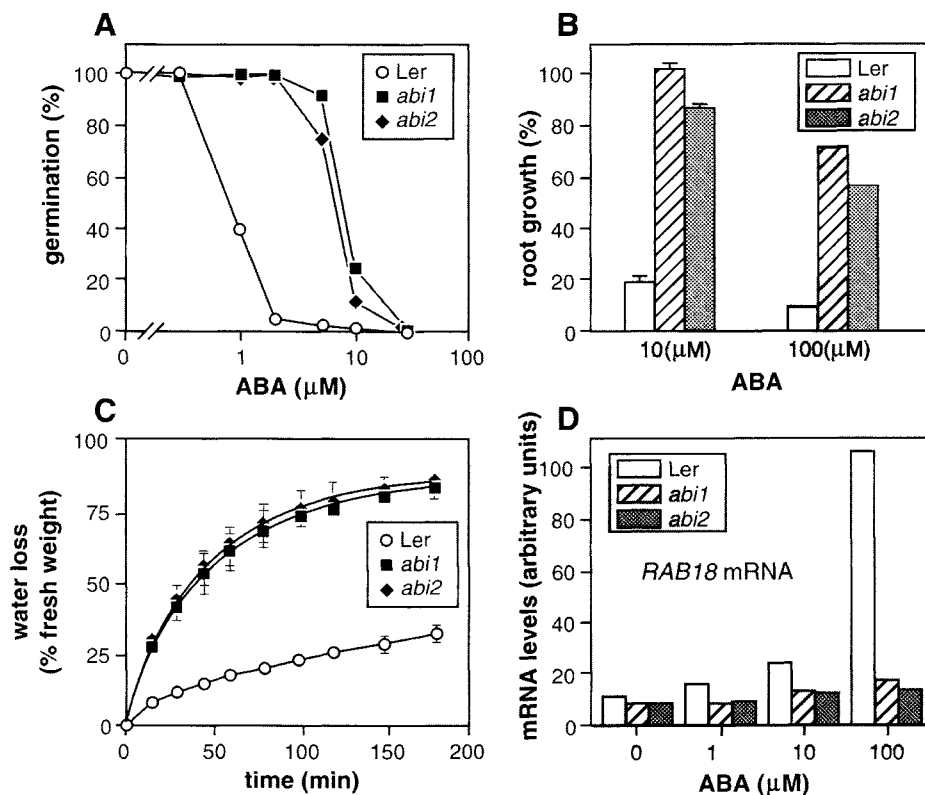 A
Ler
abi1
abi2
germination (%)
100
80
60
40
20
0
0
1
10
100
ABA (μM)
B
Ler
abi1
abi2
root growth (%)
100
80
60
40
20
0
10(μM)
100(μM)
ABA
C
Ler
abi1
abi2
water loss
(% fresh weight)
100
75
50
25
0
0
50
100
150
200
time (min)
D
Ler
abi1
abi2
RAB18 mRNA
mRNA levels (arbitrary units)
100
80
60
40
20
0
0
1
10
100
ABA (μM)